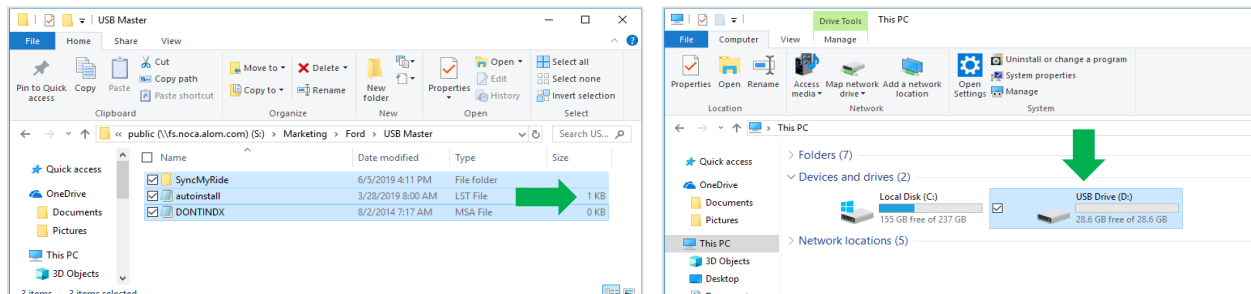 USB Master
File Home Share View
Pin to Quick access
Copy
Paste
Cut
Copy path
Paste shortcut
Clipboard
Move to
Copy to
Delete
Rename
Organize
New folder
New
Properties
Open
Edit
History
Open
Select all
Select none
Invert selection
Select
« public (\\fs.noca.alom.com) (S:) > Marketing > Ford > USB Master
Search US...
Quick access
OneDrive
Documents
Pictures
This PC
3D Objects
Name Date modified Type Size
SyncMyRide 6/5/2019 4:11 PM File folder
autoinstall 3/28/2019 8:00 AM LST File 1 KB
DONTINDX 8/2/2014 7:17 AM MSA File 0 KB
3 items 3 items selected
Drive Tools This PC
File Computer View Manage
Properties
Open
Rename
Location
Access media
Map network drive
Add a network location
Network
Open Settings
Uninstall or change a program
System properties
Manage
System
> This PC
Quick access
OneDrive
Documents
Pictures
This PC
3D Objects
Desktop
> Folders (7)
Devices and drives (2)
Local Disk (C:)
155 GB free of 237 GB
USB Drive (D:)
28.6 GB free of 28.6 GB
> Network locations (5)